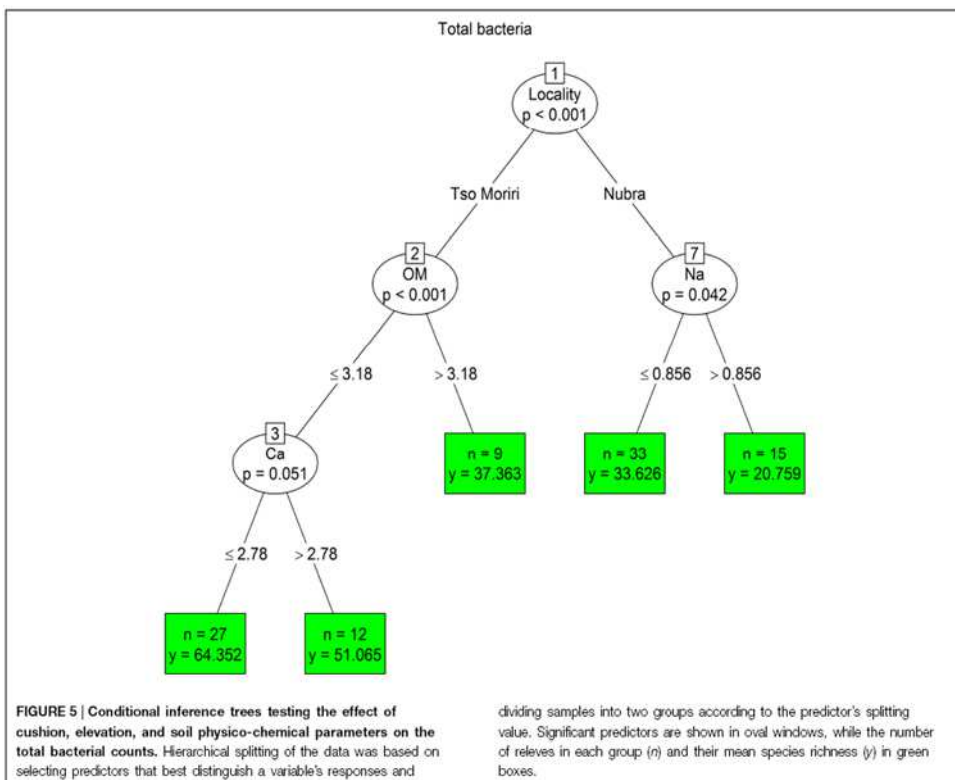 Total bacteria
1
Locality
p < 0.001
Tso Moriri
Nubra
2
OM
p < 0.001
7
Na
p = 0.042
≤ 3.18
> 3.18
≤ 0.856
> 0.856
3
Ca
p = 0.051
n = 9
y = 37.363
n = 33
y = 33.626
n = 15
y = 20.759
≤ 2.78
> 2.78
n = 27
y = 64.352
n = 12
y = 51.065
FIGURE 5 | Conditional inference trees testing the effect of
cushion, elevation, and soil physico-chemical parameters on the
total bacterial counts. Hierarchical splitting of the data was based on
selecting predictors that best distinguish a variable's responses and
dividing samples into two groups according to the predictor's splitting
value. Significant predictors are shown in oval windows, while the number
of releves in each group (n) and their mean species richness (y) in green
boxes.